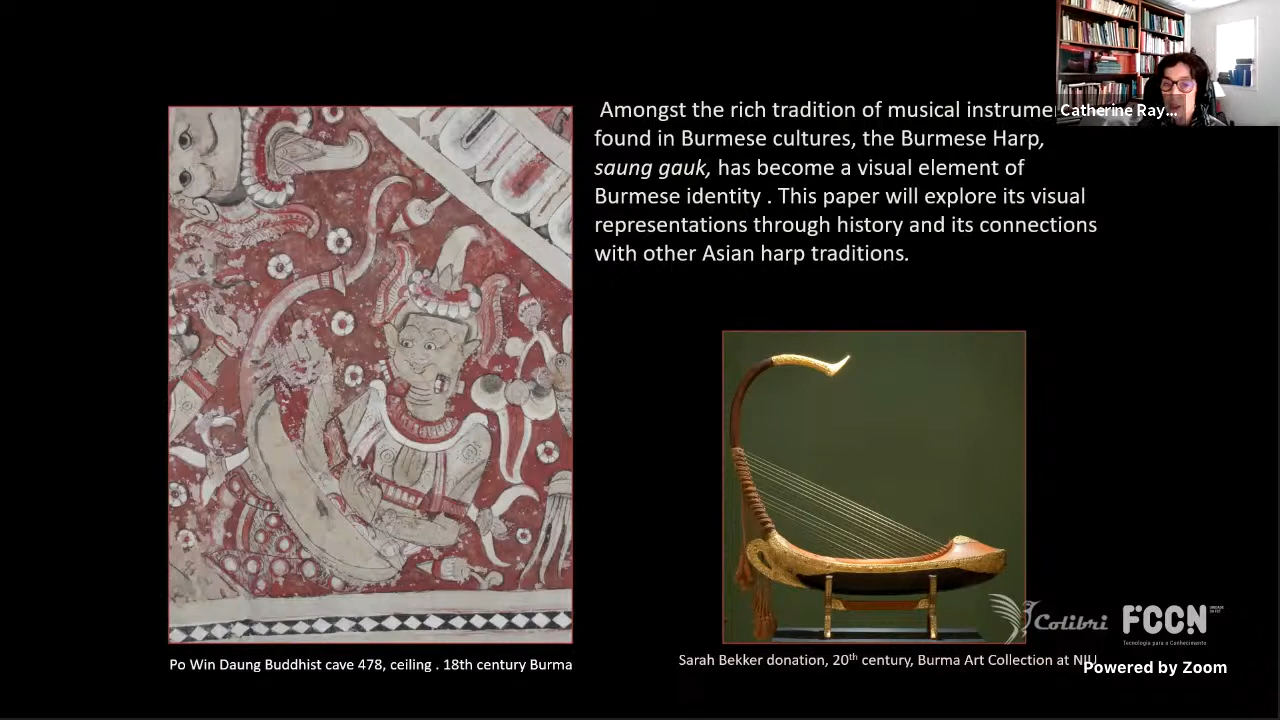 Amongst the rich tradition of musical instrume
found in Burmese cultures, the Burmese Harp,
saung gauk, has become a visual element of
Burmese identity . This paper will explore its visual
representations through history and its connections
with other Asian harp traditions.
Catherine Ray...
Po Win Daung Buddhist cave 478, ceiling . 18th century Burma
Sarah Bekker donation, 20th century, Burma Art Collection at NIU
Colibri
FCCN
Tecnologia para o Conhecimento
Powered by Zoom